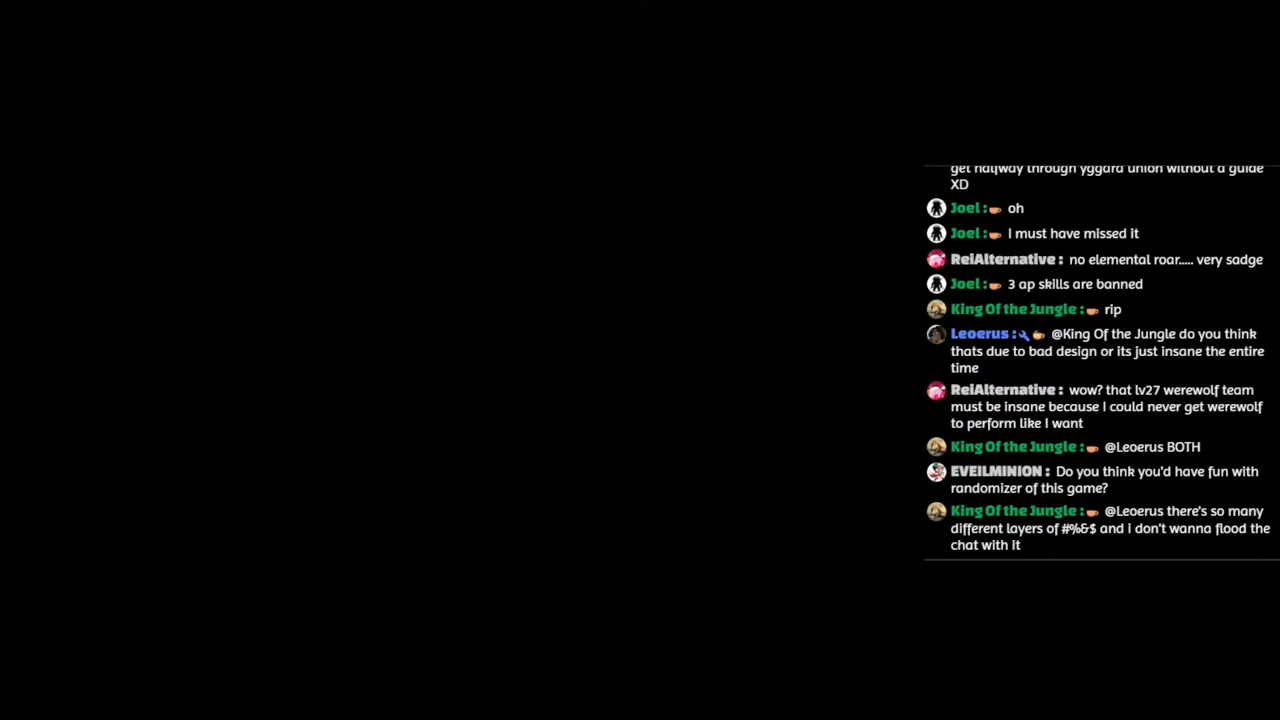 get halfway through yggard union without a guide
XD
Joel : oh
Joel : I must have missed it
ReiAlternative : no elemental roar..... very sadge
Joel : 3 ap skills are banned
King Of the Jungle : rip
Leoerus : @King Of the Jungle do you think
thats due to bad design or its just insane the entire
time
ReiAlternative : wow? that lv27 werewolf team
must be insane because I could never get werewolf
to perform like I want
King Of the Jungle : @Leoerus BOTH
EVEILMINION : Do you think you'd have fun with
randomizer of this game?
King Of the Jungle : @Leoerus there's so many
different layers of #%&$ and i don't wanna flood the
chat with it